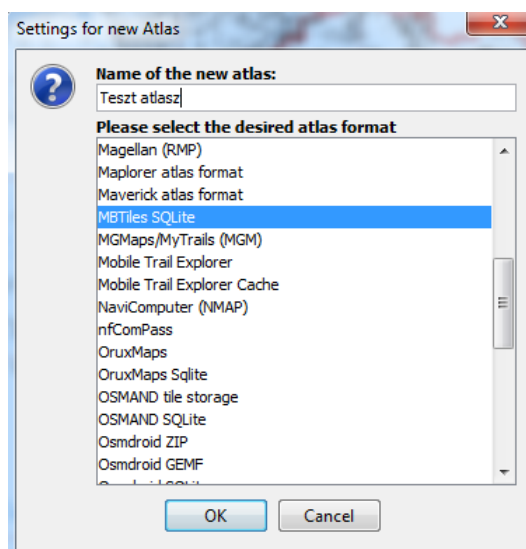 Settings for new Atlas
Name of the new atlas:
Teszt atlasz
Please select the desired atlas format
Magellan (RMP)
Maplorer atlas format
Maverick atlas format
MBTiles SQLite
MGMaps/MyTrails (MGM)
Mobile Trail Explorer
Mobile Trail Explorer Cache
NaviComputer (NMAP)
nfComPass
OruxMaps
OruxMaps Sqlite
OSMAND tile storage
OSMAND SQLite
Osmdroid ZIP
Osmdroid GEMF
OK Cancel